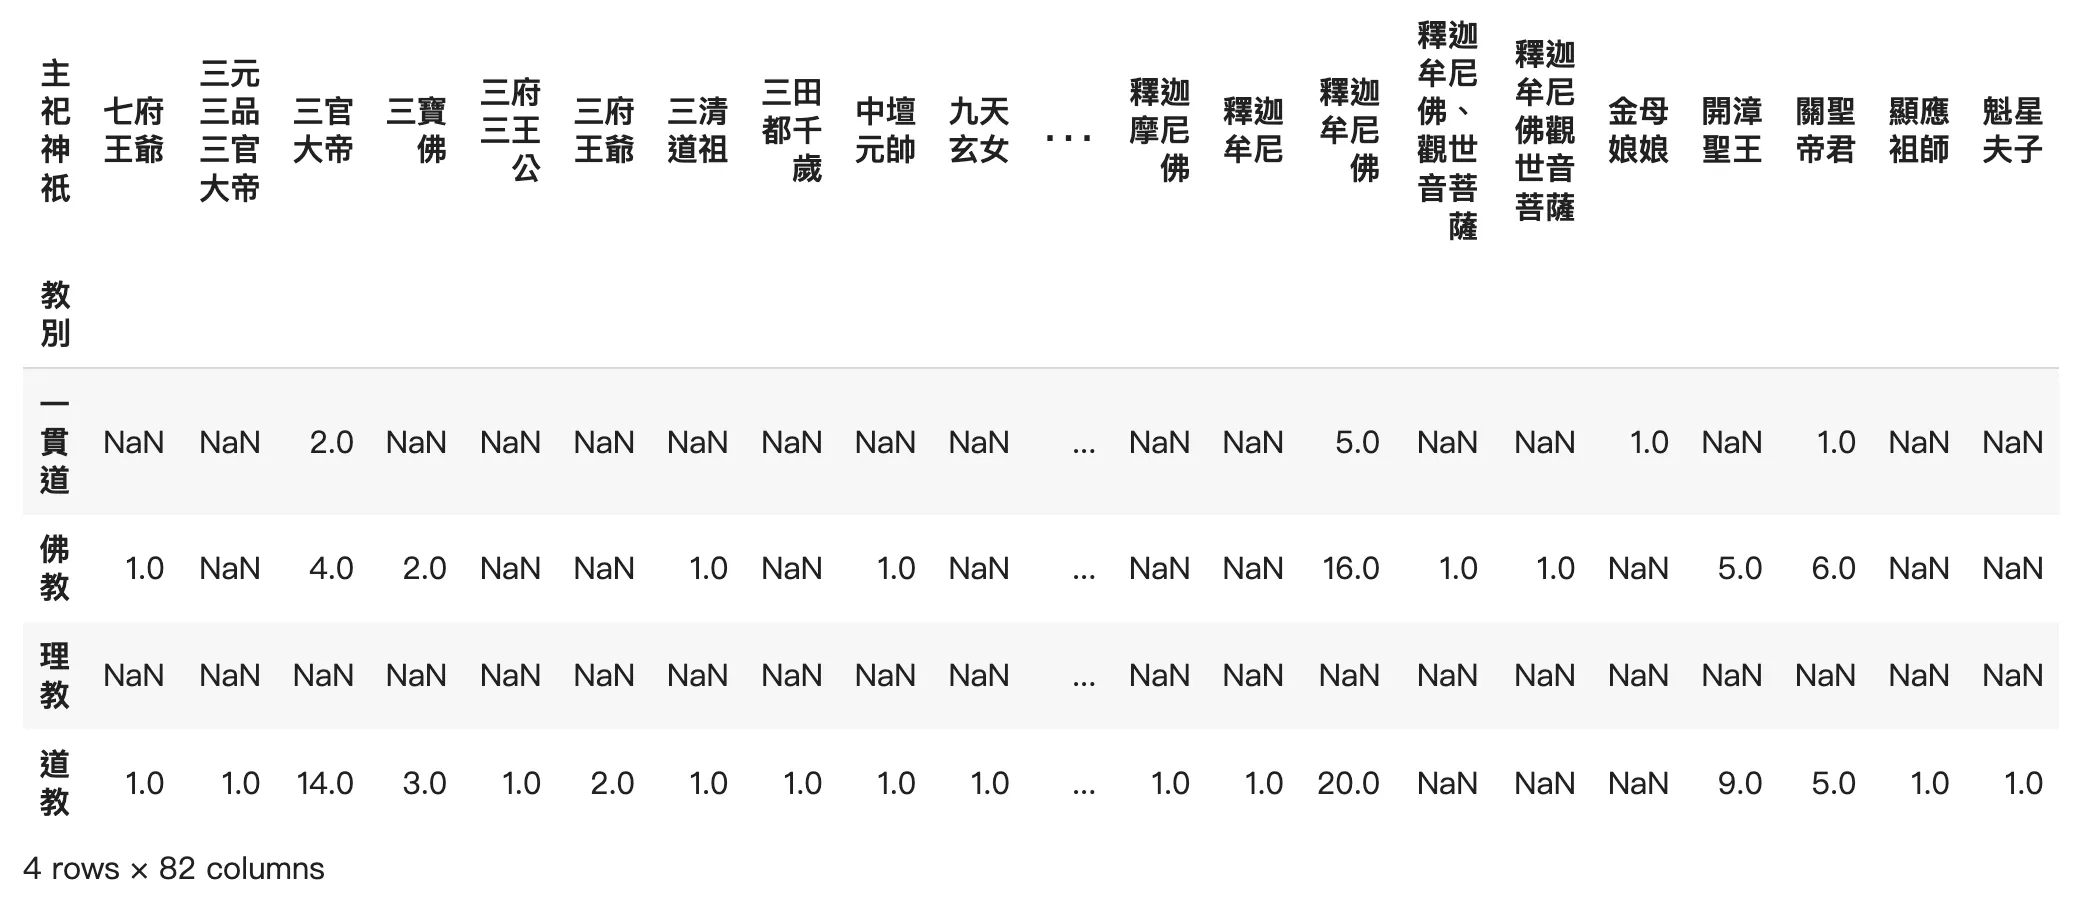 主祀神祇 七府王爺 三元三品三官大帝 三官大帝 三寶佛 三府三王公 三府王爺 三清道祖 三田都千歲 中壇元帥 九天玄女 ... 釋迦摩尼佛 釋迦牟尼 釋迦牟尼佛 釋迦牟尼佛、觀世音菩薩 釋迦牟尼佛觀世音菩薩 金母娘娘 開漳聖王 關聖帝君 顯應祖師 魁星夫子
教別
一貫道 NaN NaN 2.0 NaN NaN NaN NaN NaN NaN NaN ... NaN NaN 5.0 NaN NaN 1.0 NaN 1.0 NaN NaN
佛教 1.0 NaN 4.0 2.0 NaN NaN 1.0 NaN 1.0 NaN ... NaN NaN 16.0 1.0 1.0 NaN 5.0 6.0 NaN NaN
理教 NaN NaN NaN NaN NaN NaN NaN NaN NaN NaN ... NaN NaN NaN NaN NaN NaN NaN NaN NaN NaN
道教 1.0 1.0 14.0 3.0 1.0 2.0 1.0 1.0 1.0 1.0 ... 1.0 1.0 20.0 NaN NaN NaN 9.0 5.0 1.0 1.0
4 rows × 82 columns